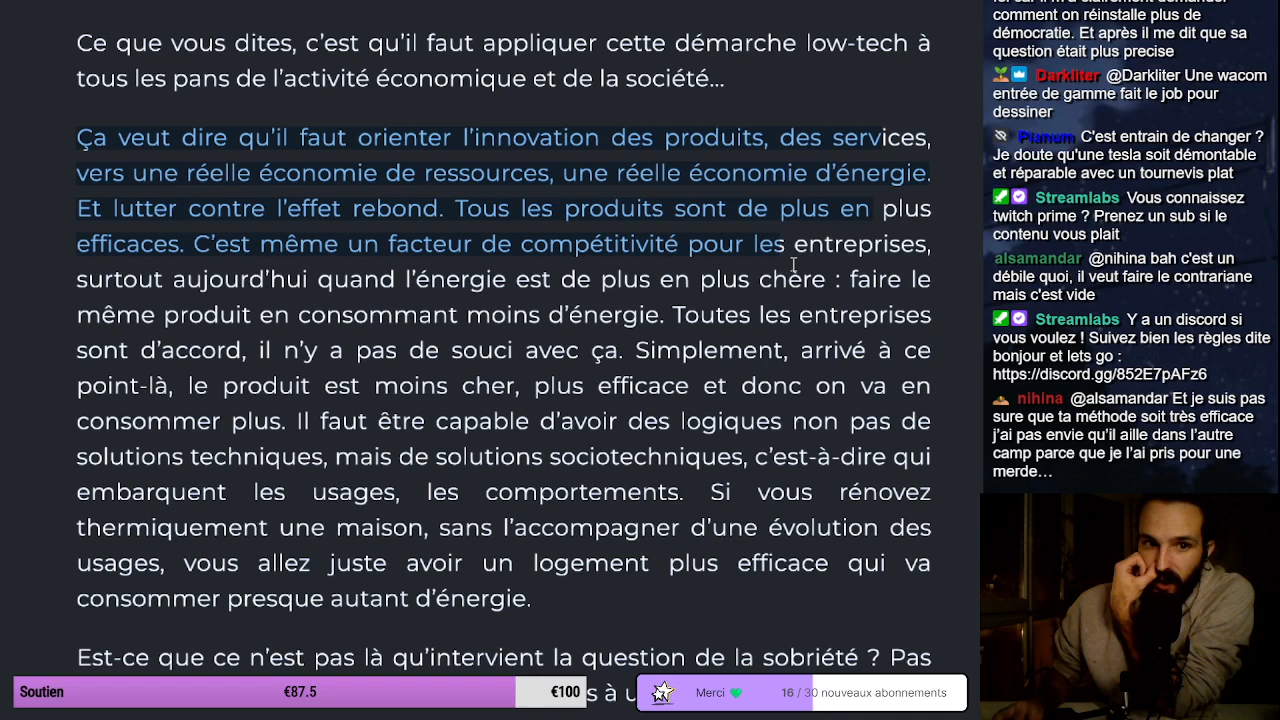 Ce que vous dites, c’est qu’il faut appliquer cette démarche low-tech à
tous les pans de l’activité économique et de la société…
Ça veut dire qu’il faut orienter l’innovation des produits, des services,
vers une réelle économie de ressources, une réelle économie d’énergie.
Et lutter contre l’effet rebond. Tous les produits sont de plus en plus
efficaces. C’est même un facteur de compétitivité pour les entreprises,
surtout aujourd’hui quand l’énergie est de plus en plus chère : faire le
même produit en consommant moins d’énergie. Toutes les entreprises
sont d’accord, il n’y a pas de souci avec ça. Simplement, arrivé à ce
point-là, le produit est moins cher, plus efficace et donc on va en
consommer plus. Il faut être capable d’avoir des logiques non pas de
solutions techniques, mais de solutions sociotechniques, c’est-à-dire qui
embarquent les usages, les comportements. Si vous rénovez
thermiquement une maison, sans l’accompagner d’une évolution des
usages, vous allez juste avoir un logement plus efficace qui va
consommer presque autant d’énergie.
Est-ce que ce n’est pas là qu’intervient la question de la sobriété ? Pas
s à u
Soutien €87.5 €100
Merci 16 / 30 nouveaux abonnements
comment on réinstalle plus de
démocratie. Et après il me dit que sa
question était plus precise
Darkliter @Darkliter Une wacom
entrée de gamme fait le job pour
dessiner
Planum C'est entrain de changer ?
Je doute qu'une tesla soit démontable
et réparable avec un tournevis plat
Streamlabs Vous connaissez
twitch prime ? Prenez un sub si le
contenu vous plait
alsamandar @nihina bah c'est un
débile quoi, il veut faire le contrariane
mais c'est vide
Streamlabs Y a un discord si
vous voulez ! Suivez bien les règles dite
bonjour et lets go :
https://discord.gg/852E7pAFz6
nihina @alsamandar Et je suis pas
sure que ta méthode soit très efficace
j’ai pas envie qu’il aille dans l’autre
camp parce que je l’ai pris pour une
merde…